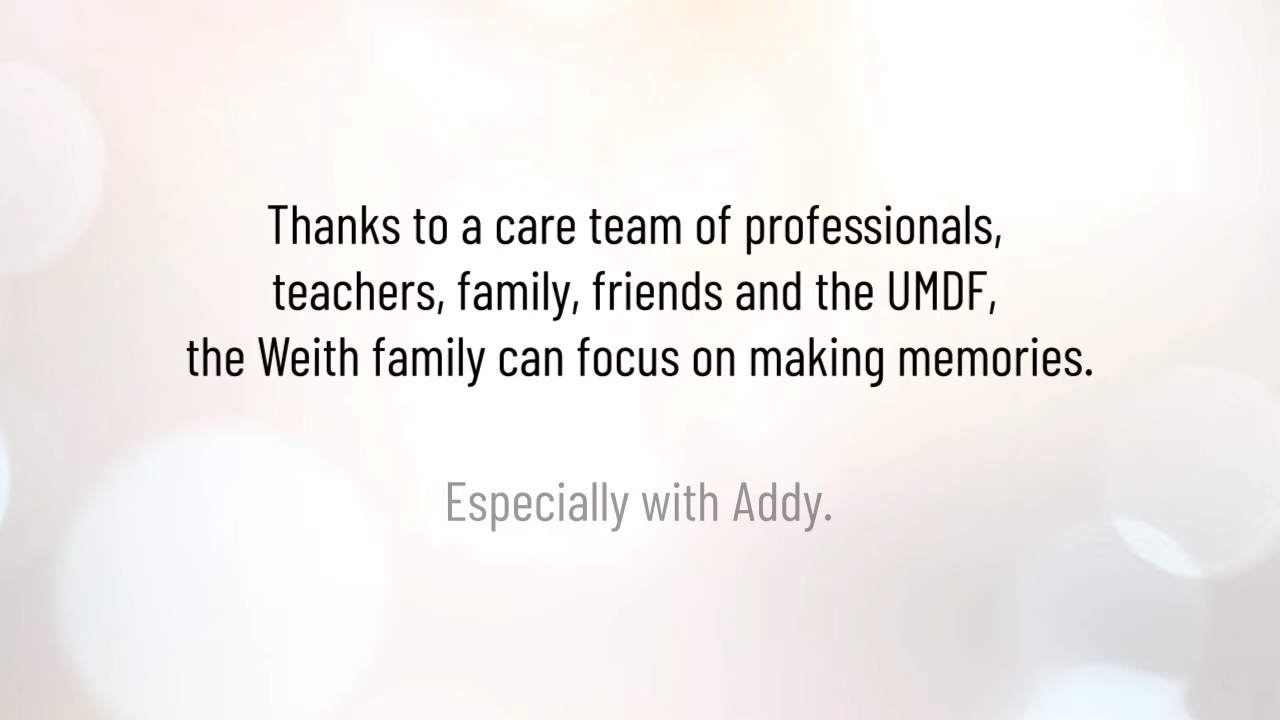 Thanks to a care team of professionals,
teachers, family, friends and the UMDF,
the Weith family can focus on making memories.
Especially with Addy.